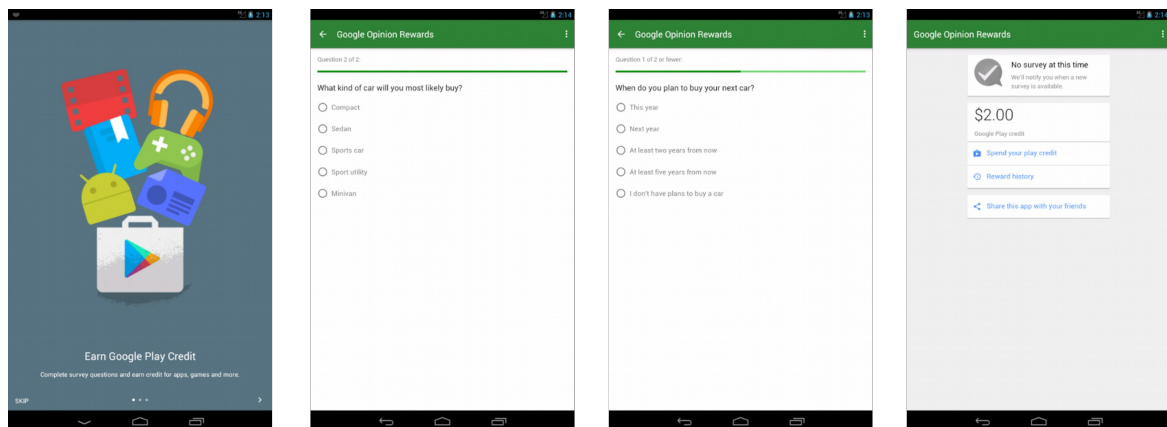 2:13
Earn Google Play Credit
Complete survey questions and earn credit for apps, games and more.
SKIP
2:14
Google Opinion Rewards
Question 2 of 2:
What kind of car will you most likely buy?
Compact
Sedan
Sports car
Sport utility
Minivan
2:13
Google Opinion Rewards
Question 1 of 2 or fewer:
When do you plan to buy your next car?
This year
Next year
At least two years from now
At least five years from now
I don't have plans to buy a car
2:14
Google Opinion Rewards
No survey at this time
We'll notify you when a new
survey is available.
$2.00
Google Play credit
Spend your play credit
Reward history
Share this app with your friends